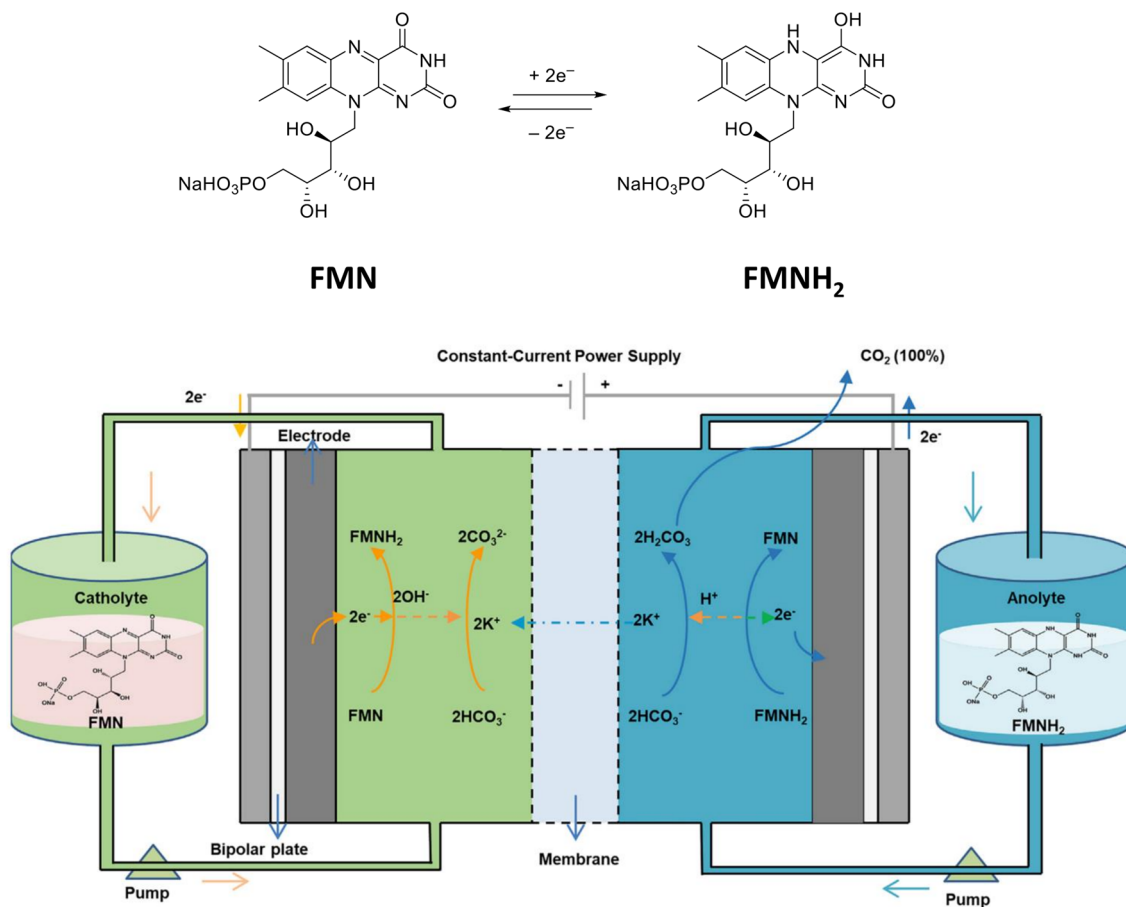 O
N
NH
N
N
O
HO
NaHO₃PO
OH
OH
+ 2e⁻
– 2e⁻
H
N
OH
NH
N
N
O
HO
NaHO₃PO
OH
OH
FMN
FMNH₂
Constant-Current Power Supply
CO₂ (100%)
2e⁻
- +
2e⁻
Electrode
FMNH₂
2CO₃²⁻
2H₂CO₃
FMN
Catholyte
2OH⁻
H⁺
Anolyte
2e⁻
2K⁺
2K⁺
2e⁻
FMN
2HCO₃⁻
2HCO₃⁻
FMNH₂
FMN
FMNH₂
Bipolar plate
Membrane
Pump
Pump